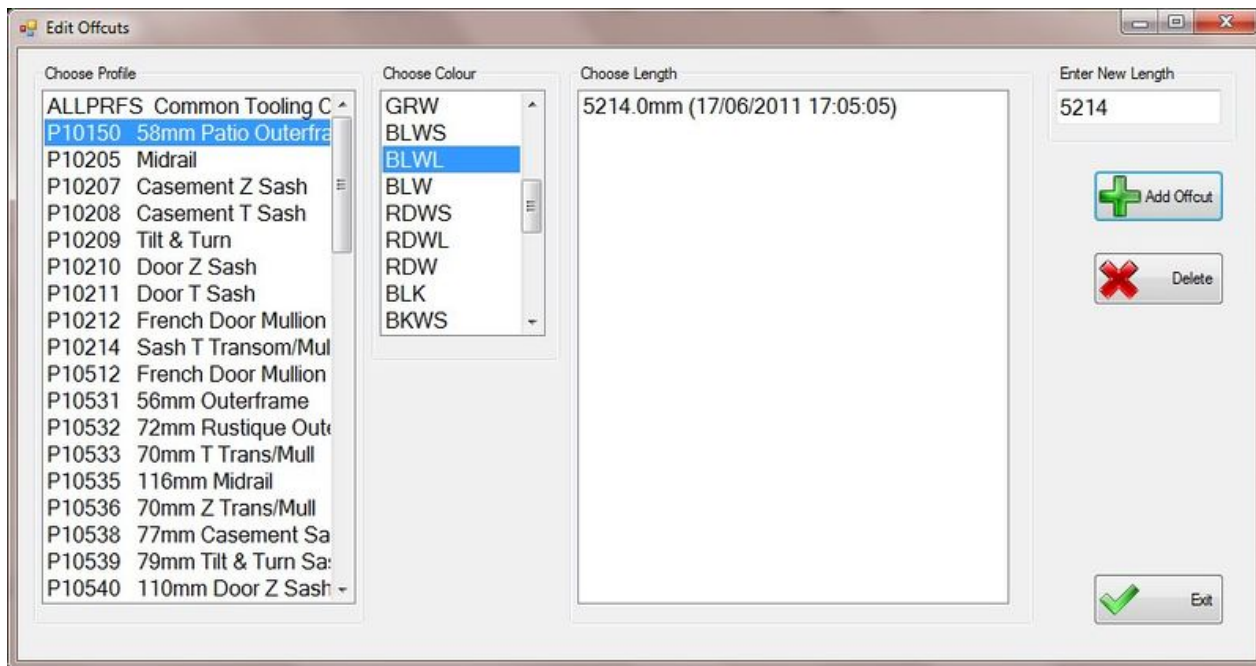 Edit Offcuts
Choose Profile
ALLPRFS Common Tooling C
P10150 58mm Patio Outerfra
P10205 Midrail
P10207 Casement Z Sash
P10208 Casement T Sash
P10209 Tilt & Turn
P10210 Door Z Sash
P10211 Door T Sash
P10212 French Door Mullion
P10214 Sash T Transom/Mul
P10512 French Door Mullion
P10531 56mm Outerframe
P10532 72mm Rustique Oute
P10533 70mm T Trans/Mull
P10535 116mm Midrail
P10536 70mm Z Trans/Mull
P10538 77mm Casement Sa
P10539 79mm Tilt & Turn Sas
P10540 110mm Door Z Sash
Choose Colour
GRW
BLWS
BLWL
BLW
RDWS
RDWL
RDW
BLK
BKWS
Choose Length
5214.0mm (17/06/2011 17:05:05)
Enter New Length
5214
Add Offcut
Delete
Exit